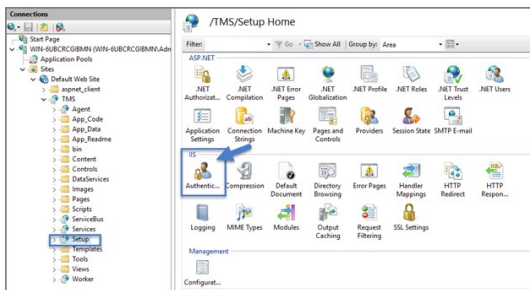 Connections
Start Page
WIN-6UBCRCGIBMN (WIN-6UBCRCGIBMN\Adn
Application Pools
Sites
Default Web Site
aspnet_client
TMS
Agent
App_Code
App_Data
App_Readme
bin
Content
Controls
DataServices
Images
Pages
Scripts
ServiceBus
Services
Setup
Templates
Tools
Views
Worker
/TMS/Setup Home
Filter: Go Show All Group by: Area
ASP.NET
.NET Authorizat...
.NET Compilation
.NET Error Pages
.NET Globalization
.NET Profile
.NET Roles
.NET Trust Levels
.NET Users
Application Settings
Connection Strings
Machine Key
Pages and Controls
Providers
Session State
SMTP E-mail
IIS
Authentic...
Compression
Default Document
Directory Browsing
Error Pages
Handler Mappings
HTTP Redirect
HTTP Respon...
Logging
MIME Types
Modules
Output Caching
Request Filtering
SSL Settings
Management
Configurat...